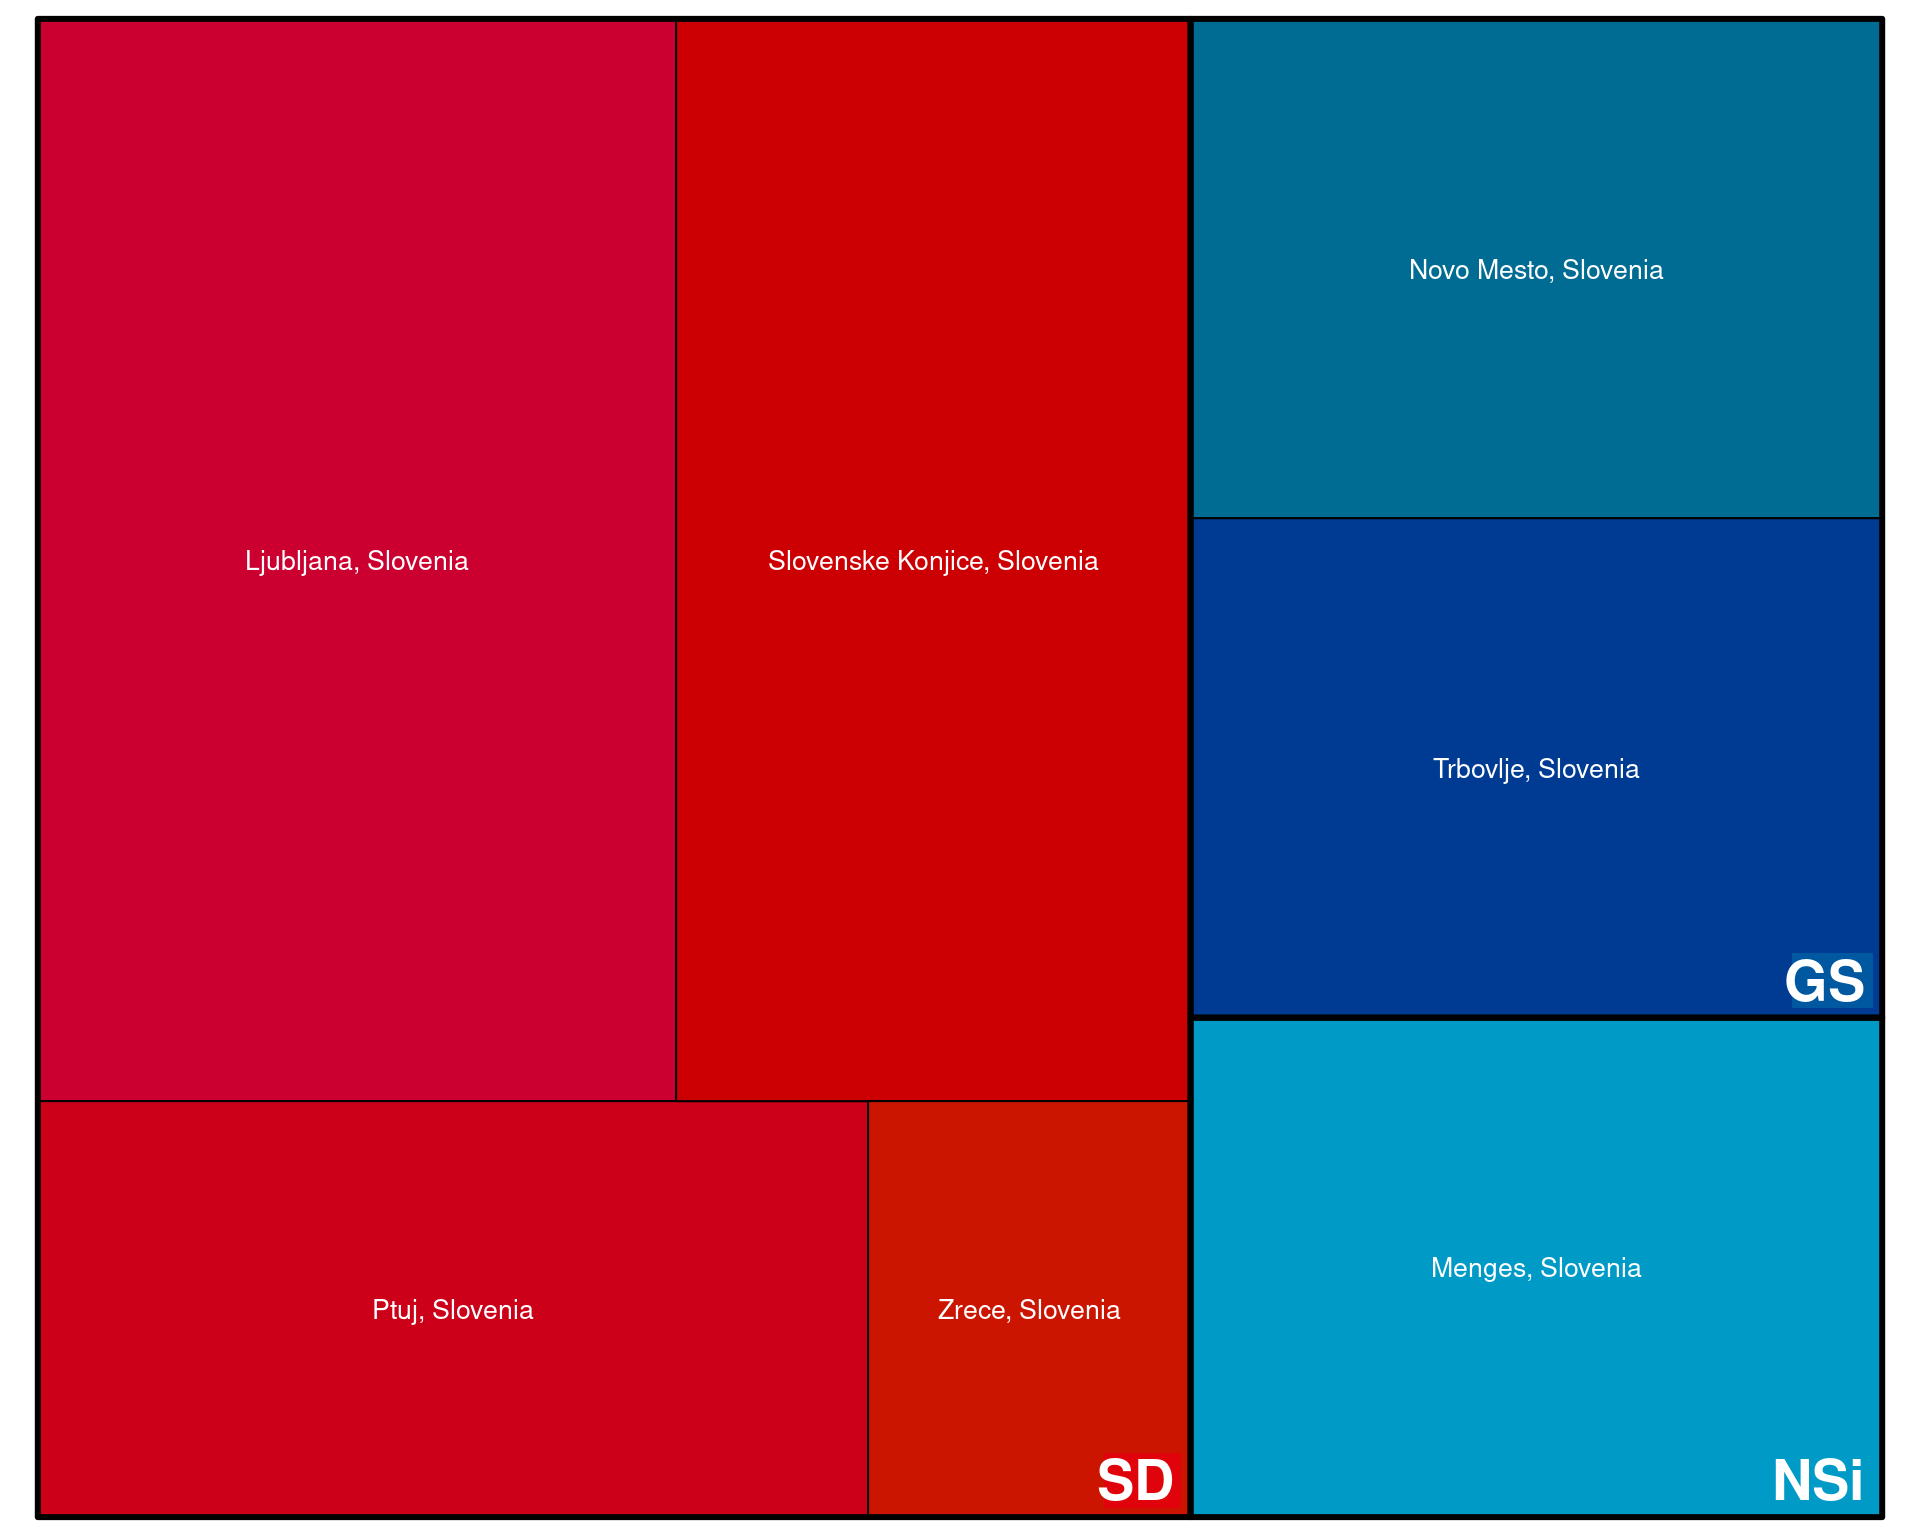 Ljubljana, Slovenia
Slovenske Konjice, Slovenia
Ptuj, Slovenia
Zrece, Slovenia
SD
Novo Mesto, Slovenia
Trbovlje, Slovenia
GS
Menges, Slovenia
NSi